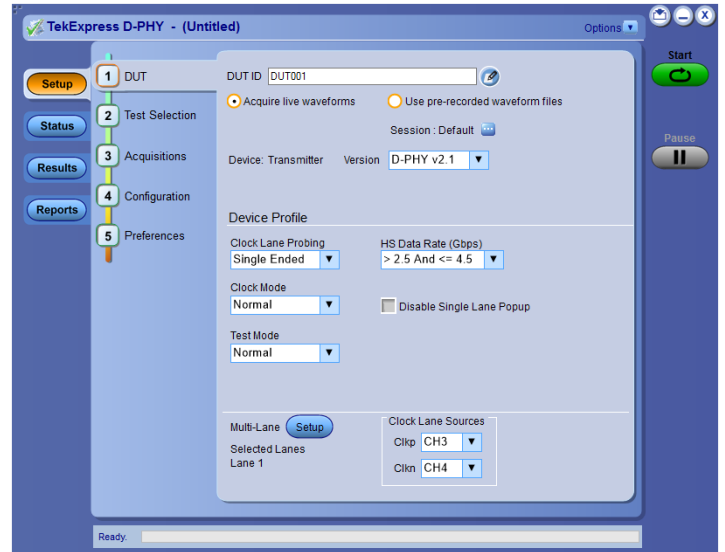 TekExpress D-PHY - (Untitled)
Options
Start
Pause
Setup
Status
Results
Reports
1 DUT
2 Test Selection
3 Acquisitions
4 Configuration
5 Preferences
DUT ID DUT001
Acquire live waveforms
Use pre-recorded waveform files
Session : Default
Device: Transmitter Version D-PHY v2.1
Device Profile
Clock Lane Probing
Single Ended
HS Data Rate (Gbps)
> 2.5 And <= 4.5
Clock Mode
Normal
Disable Single Lane Popup
Test Mode
Normal
Multi-Lane Setup
Selected Lanes
Lane 1
Clock Lane Sources
Clkp CH3
Clkn CH4
Ready.